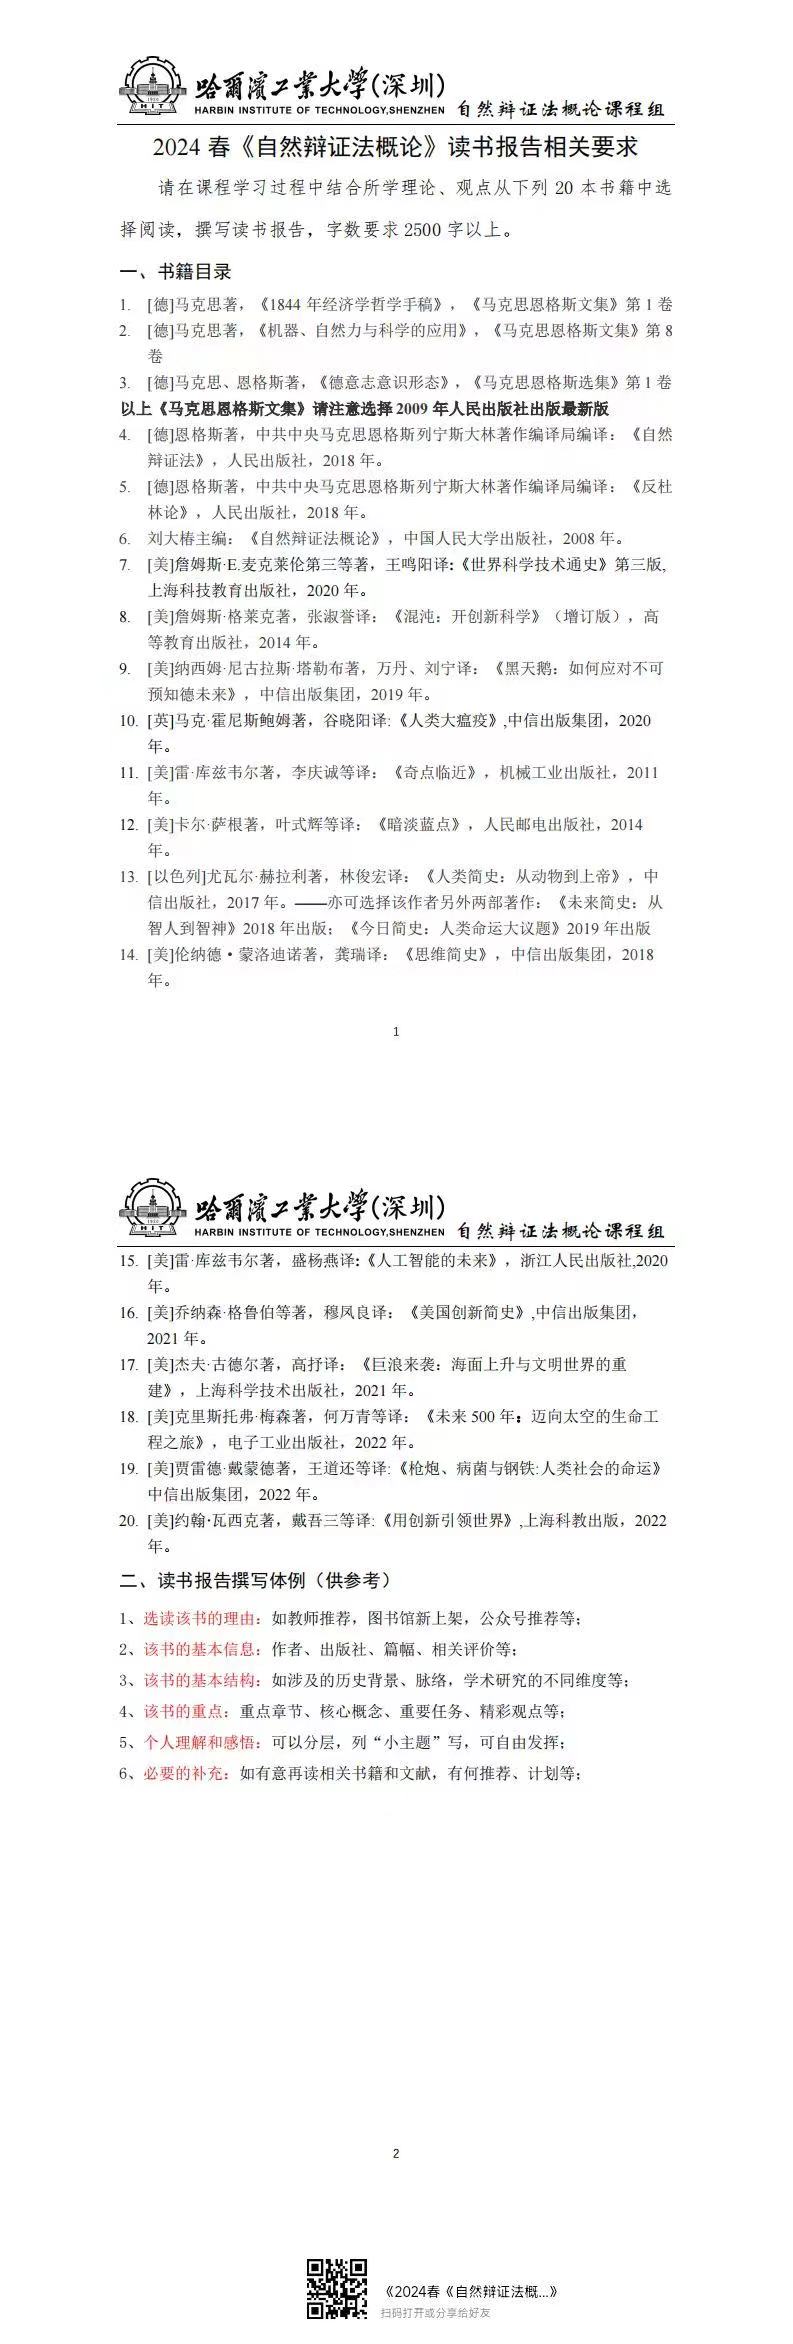 哈爾濱工業大學(深圳)
HARBIN INSTITUTE OF TECHNOLOGY,SHENZHEN
自然辩证法概论课程组
1920
HIT
2024 春《自然辩证法概论》读书报告相关要求
请在课程学习过程中结合所学理论、观点从下列 20 本书籍中选
择阅读，撰写读书报告，字数要求 2500 字以上。
一、书籍目录
1. [德]马克思著，《1844 年经济学哲学手稿》，《马克思恩格斯文集》第 1 卷
2. [德]马克思著，《机器、自然力与科学的应用》，《马克思恩格斯文集》第 8
卷
3. [德]马克思、恩格斯著，《德意志意识形态》，《马克思恩格斯选集》第 1 卷
以上《马克思恩格斯文集》请注意选择 2009 年人民出版社出版最新版
4. [德]恩格斯著，中共中央马克思恩格斯列宁斯大林著作编译局编译：《自然
辩证法》，人民出版社，2018 年。
5. [德]恩格斯著，中共中央马克思恩格斯列宁斯大林著作编译局编译：《反杜
林论》，人民出版社，2018 年。
6. 刘大椿主编：《自然辩证法概论》，中国人民大学出版社，2008 年。
7. [美]詹姆斯·E.麦克莱伦第三等著，王鸣阳译:《世界科学技术通史》第三版,
上海科技教育出版社，2020 年。
8. [美]詹姆斯·格莱克著，张淑誉译：《混沌：开创新科学》（增订版），高
等教育出版社，2014 年。
9. [美]纳西姆·尼古拉斯·塔勒布著，万丹、刘宁译：《黑天鹅：如何应对不可
预知德未来》，中信出版集团，2019 年。
10. [英]马克·霍尼斯鲍姆著，谷晓阳译:《人类大瘟疫》,中信出版集团，2020
年。
11. [美]雷·库兹韦尔著，李庆诚等译：《奇点临近》，机械工业出版社，2011
年。
12. [美]卡尔·萨根著，叶式辉等译：《暗淡蓝点》，人民邮电出版社，2014
年。
13. [以色列]尤瓦尔·赫拉利著，林俊宏译：《人类简史：从动物到上帝》，中
信出版社，2017 年。——亦可选择该作者另外两部著作：《未来简史：从
智人到智神》2018 年出版；《今日简史：人类命运大议题》2019 年出版
14. [美]伦纳德·蒙洛迪诺著，龚瑞译：《思维简史》，中信出版集团，2018
年。
1
哈爾濱工業大學(深圳)
HARBIN INSTITUTE OF TECHNOLOGY,SHENZHEN
自然辩证法概论课程组
1920
HIT
15. [美]雷·库兹韦尔著，盛杨燕译:《人工智能的未来》，浙江人民出版社,2020
年。
16. [美]乔纳森·格鲁伯等著，穆凤良译：《美国创新简史》,中信出版集团，
2021 年。
17. [美]杰夫·古德尔著，高抒译：《巨浪来袭：海面上升与文明世界的重
建》，上海科学技术出版社，2021 年。
18. [美]克里斯托弗·梅森著，何万青等译：《未来 500 年：迈向太空的生命工
程之旅》，电子工业出版社，2022 年。
19. [美]贾雷德·戴蒙德著，王道还等译:《枪炮、病菌与钢铁:人类社会的命运》
中信出版集团，2022 年。
20. [美]约翰·瓦西克著，戴吾三等译:《用创新引领世界》,上海科教出版，2022
年。
二、读书报告撰写体例（供参考）
1、选读该书的理由：如教师推荐，图书馆新上架，公众号推荐等；
2、该书的基本信息：作者、出版社、篇幅、相关评价等；
3、该书的基本结构：如涉及的历史背景、脉络，学术研究的不同维度等；
4、该书的重点：重点章节、核心概念、重要任务、精彩观点等；
5、个人理解和感悟：可以分层，列“小主题”写，可自由发挥；
6、必要的补充：如有意再读相关书籍和文献，有何推荐、计划等；
2
《2024春《自然辩证法概...》
扫码打开或分享给好友